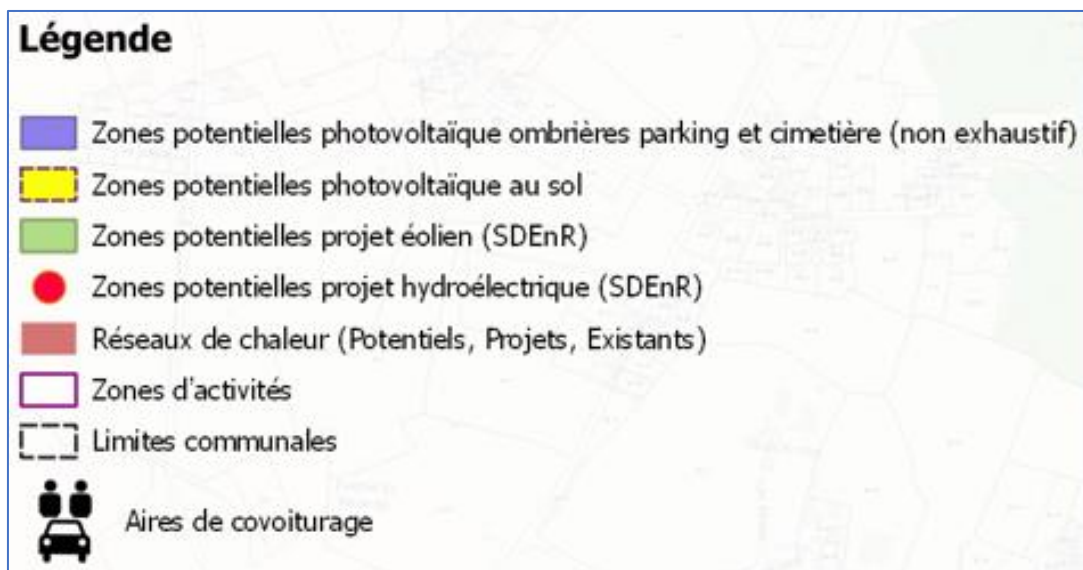 Légende
Zones potentielles photovoltaïque ombrières parking et cimetière (non exhaustif)
Zones potentielles photovoltaïque au sol
Zones potentielles projet éolien (SDEnR)
Zones potentielles projet hydroélectrique (SDEnR)
Réseaux de chaleur (Potentiels, Projets, Existants)
Zones d'activités
Limites communales
Aires de covoiturage